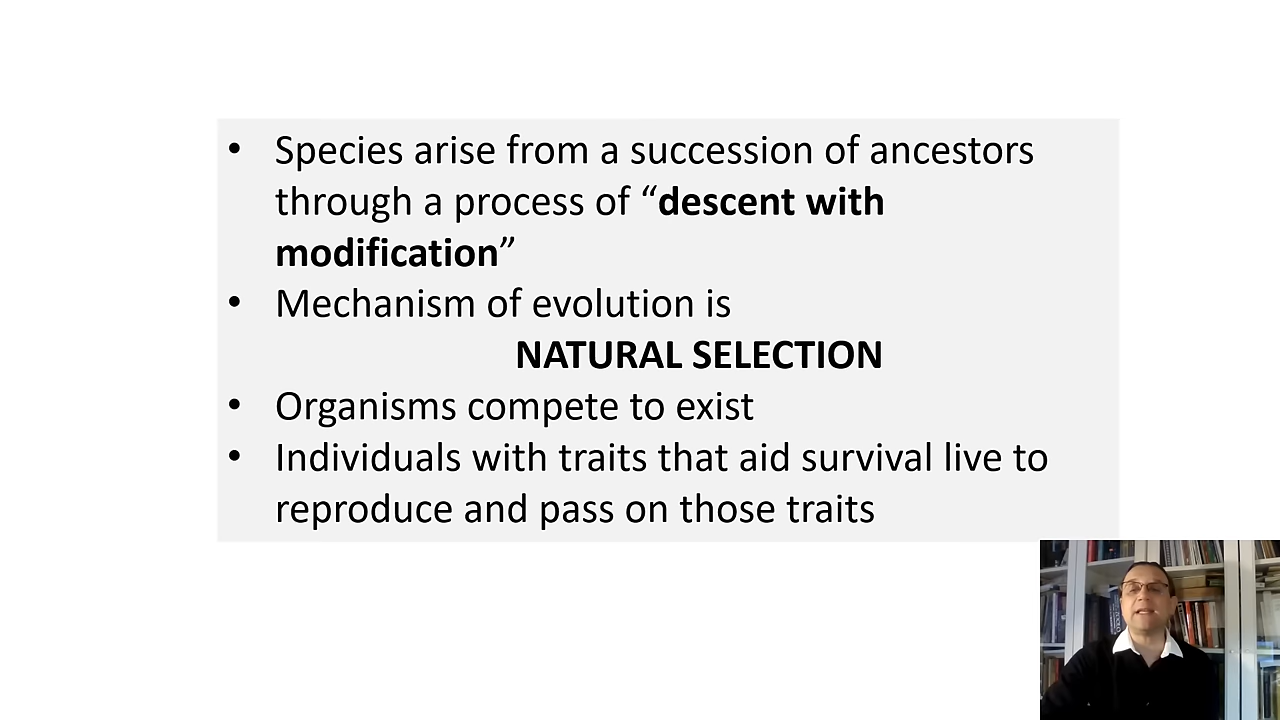 • Species arise from a succession of ancestors
through a process of “descent with
modification”
• Mechanism of evolution is
NATURAL SELECTION
• Organisms compete to exist
• Individuals with traits that aid survival live to
reproduce and pass on those traits